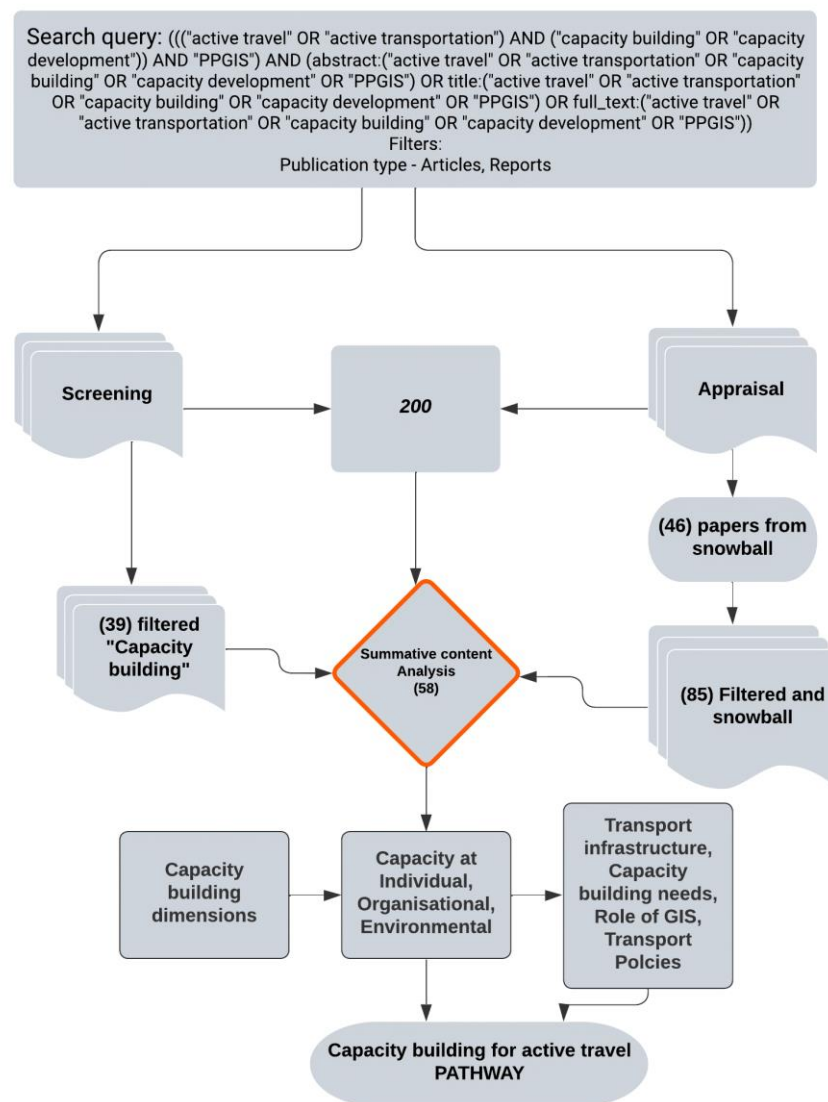 Search query: ((("active travel" OR "active transportation") AND ("capacity building" OR "capacity
development")) AND "PPGIS") AND (abstract:("active travel" OR "active transportation" OR "capacity
building" OR "capacity development" OR "PPGIS") OR title:("active travel" OR "active transportation"
OR "capacity building" OR "capacity development" OR "PPGIS") OR full_text:("active travel" OR
"active transportation" OR "capacity building" OR "capacity development" OR "PPGIS"))
Filters:
Publication type - Articles, Reports
Screening
200
Appraisal
(46) papers from
snowball
(39) filtered
"Capacity
building"
Summative content
Analysis
(58)
(85) Filtered and
snowball
Capacity
building
dimensions
Capacity at
Individual,
Organisational,
Environmental
Transport
infrastructure,
Capacity
building needs,
Role of GIS,
Transport
Polcies
Capacity building for active travel
PATHWAY